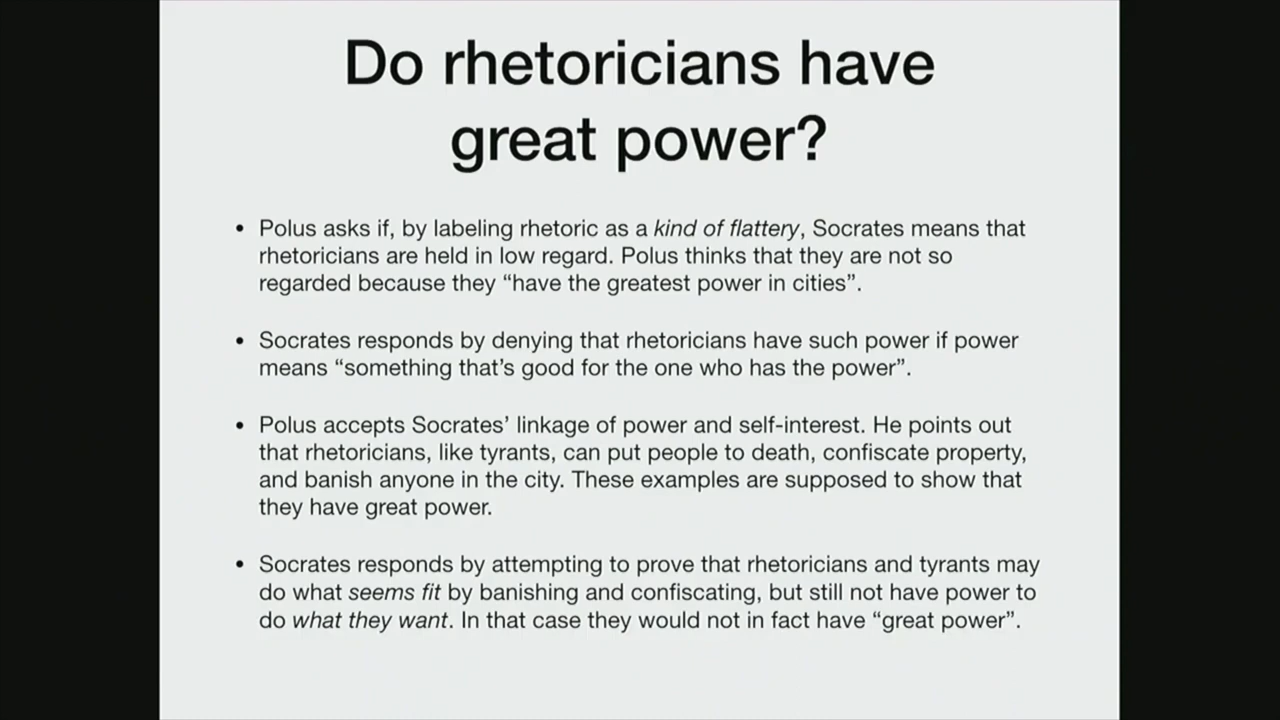 Do rhetoricians have
great power?
• Polus asks if, by labeling rhetoric as a kind of flattery, Socrates means that
rhetoricians are held in low regard. Polus thinks that they are not so
regarded because they “have the greatest power in cities”.
• Socrates responds by denying that rhetoricians have such power if power
means “something that’s good for the one who has the power”.
• Polus accepts Socrates’ linkage of power and self-interest. He points out
that rhetoricians, like tyrants, can put people to death, confiscate property,
and banish anyone in the city. These examples are supposed to show that
they have great power.
• Socrates responds by attempting to prove that rhetoricians and tyrants may
do what seems fit by banishing and confiscating, but still not have power to
do what they want. In that case they would not in fact have “great power”.